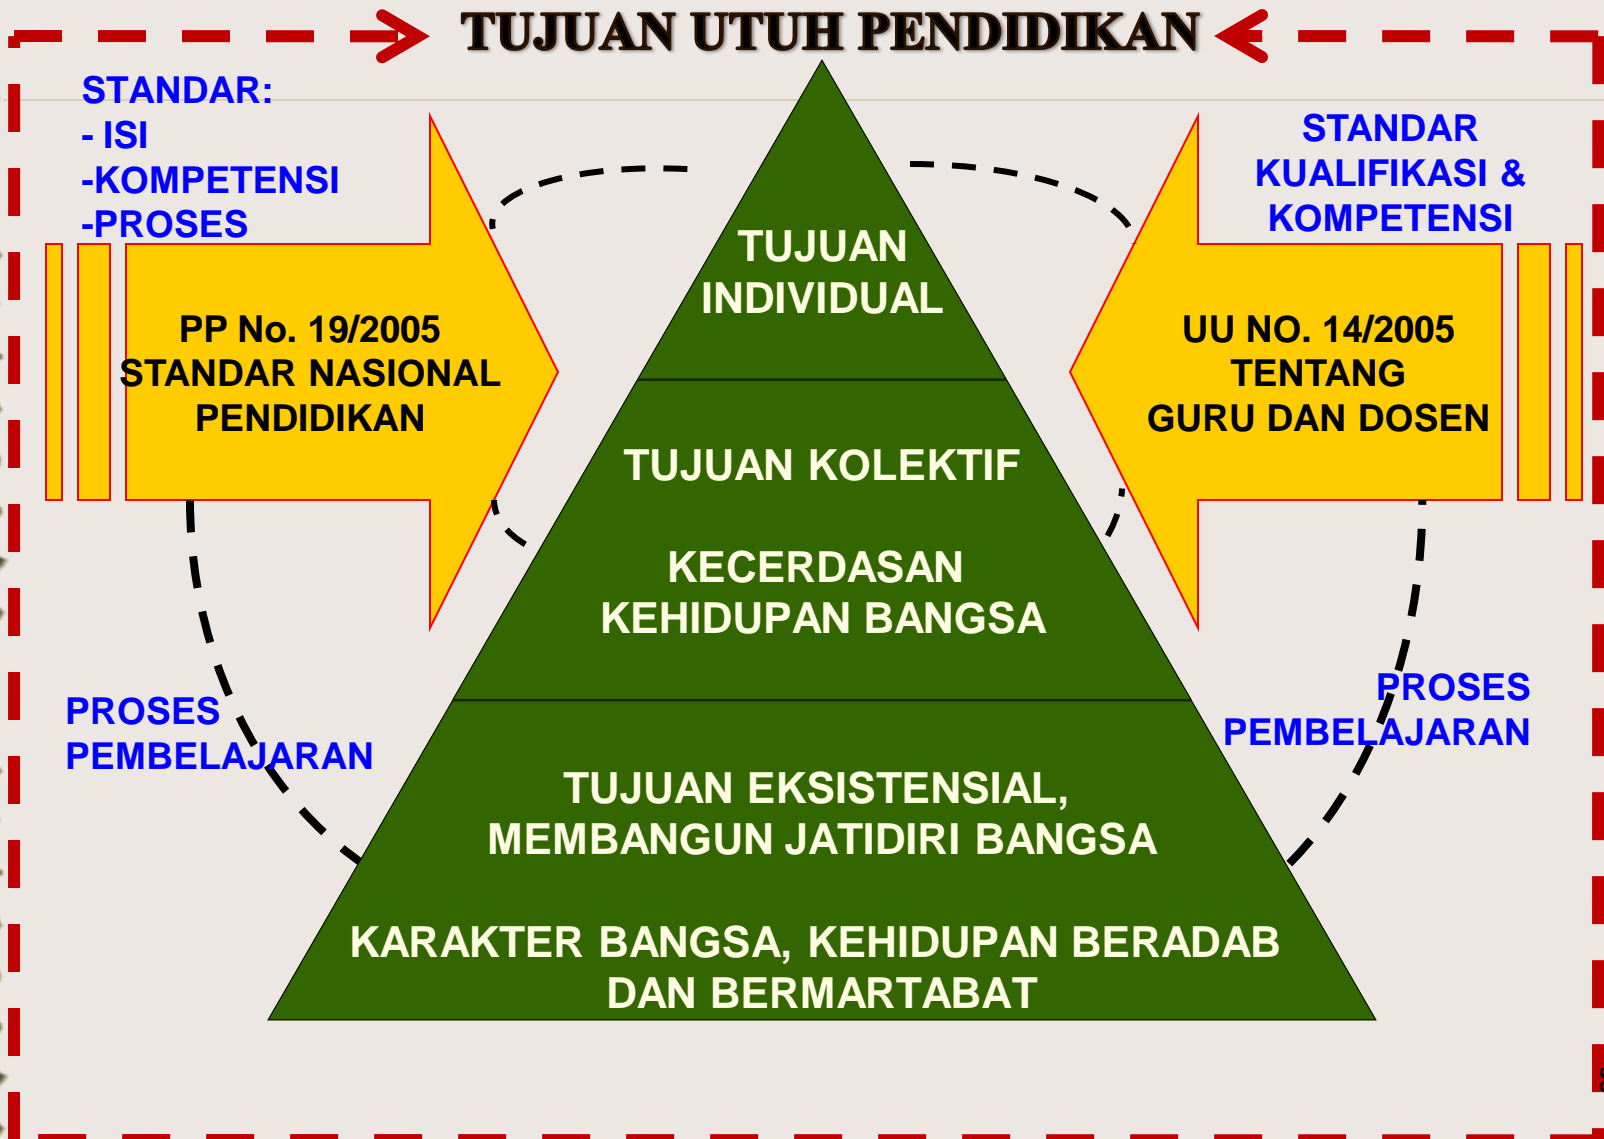 TUJUAN UTUH PENDIDIKAN
STANDAR:
- ISI
-KOMPETENSI
-PROSES
STANDAR
KUALIFIKASI &
KOMPETENSI
PP No. 19/2005
STANDAR NASIONAL
PENDIDIKAN
TUJUAN
INDIVIDUAL
UU NO. 14/2005
TENTANG
GURU DAN DOSEN
TUJUAN KOLEKTIF
KECERDASAN
KEHIDUPAN BANGSA
PROSES
PEMBELAJARAN
PROSES
PEMBELAJARAN
TUJUAN EKSISTENSIAL,
MEMBANGUN JATIDIRI BANGSA
KARAKTER BANGSA, KEHIDUPAN BERADAB
DAN BERMARTABAT